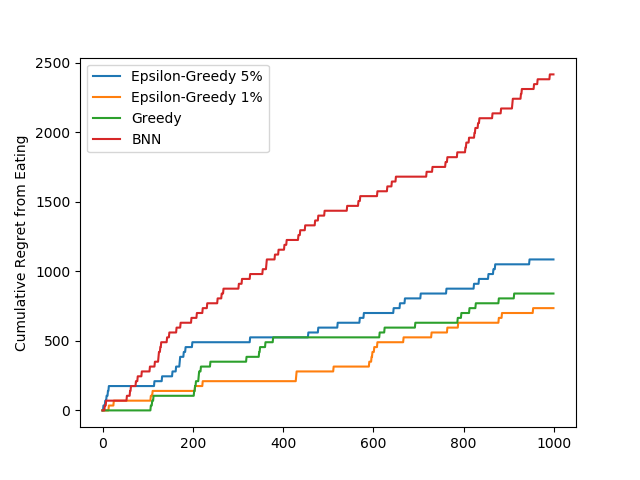 2500
2000
1500
1000
500
0
Cumulative Regret from Eating
Epsilon-Greedy 5%
Epsilon-Greedy 1%
Greedy
BNN
0 200 400 600 800 1000